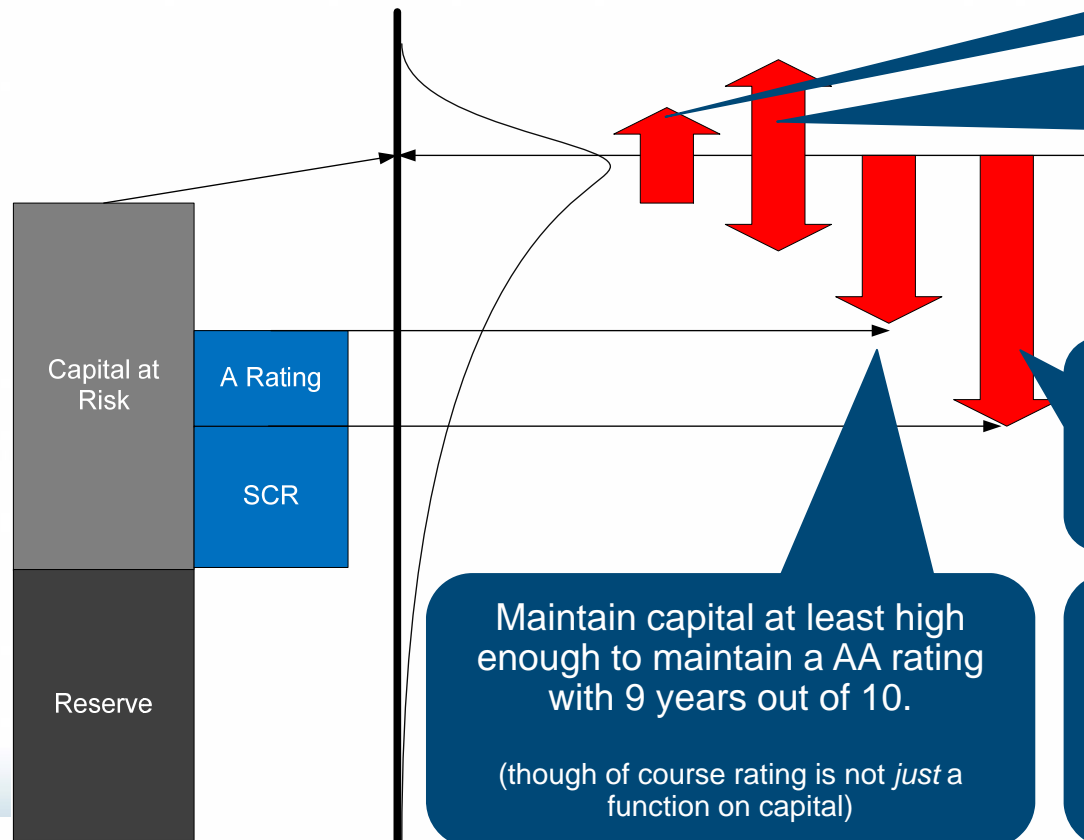 Capital at
Risk
A Rating
SCR
Reserve
Maintain capital at least high
enough to maintain a AA rating
with 9 years out of 10.
(though of course rating is not just a
function on capital)